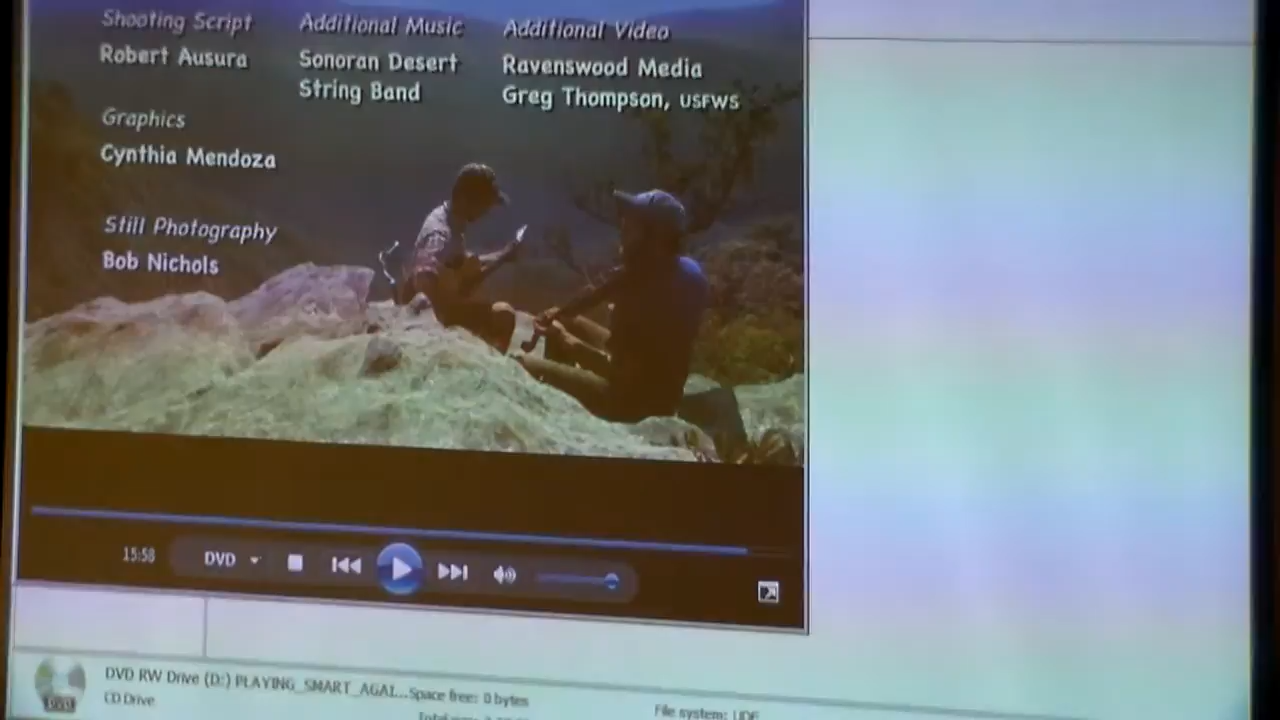 Shooting Script
Robert Ausura
Graphics
Cynthia Mendoza
Still Photography
Bob Nichols
Additional Music
Sonoran Desert
String Band
Additional Video
Ravenswood Media
Greg Thompson, USFWS
15:58
DVD
DVD RW Drive (D:) PLAYING_SMART_AGAI... Space free: 0 bytes
CD Drive
File system: UDF
DVD